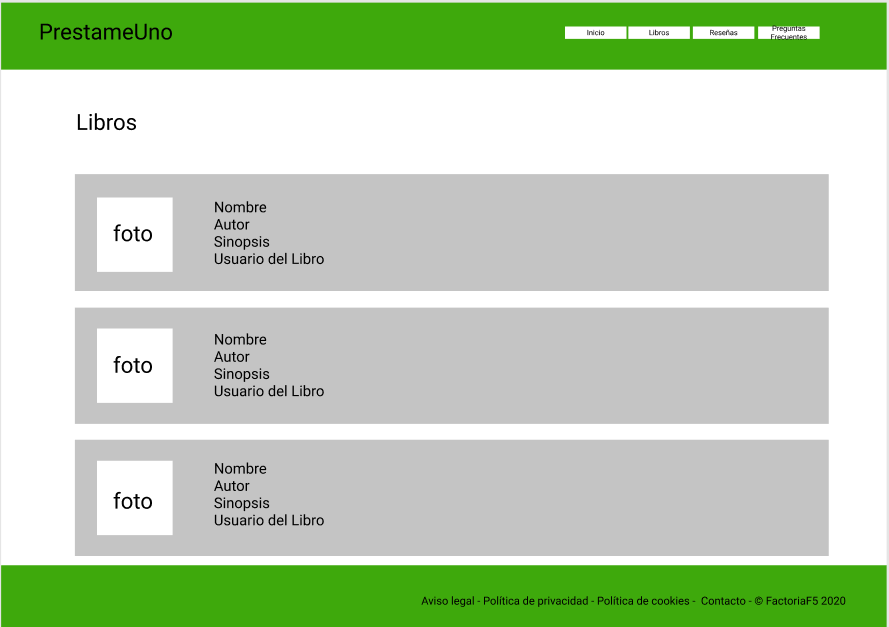 PrestameUno
Inicio
Libros
Reseñas
Preguntas
Frecuentes
Libros
foto
Nombre
Autor
Sinopsis
Usuario del Libro
foto
Nombre
Autor
Sinopsis
Usuario del Libro
foto
Nombre
Autor
Sinopsis
Usuario del Libro
Aviso legal - Política de privacidad - Política de cookies - Contacto - © FactoriaF5 2020